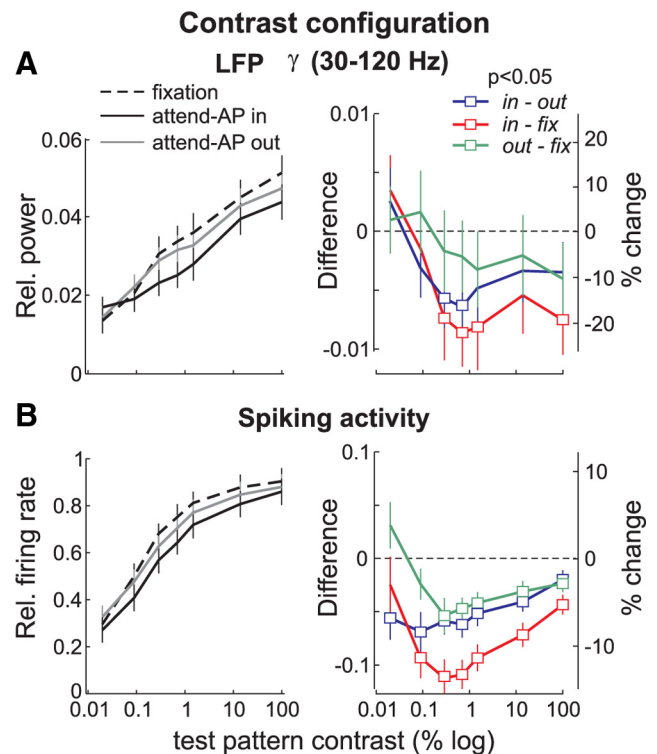 Contrast configuration
A
LFP γ (30-120 Hz)
fixation
attend-AP in
attend-AP out
0.06
0.04
0.02
0
Rel. power
p<0.05
in - out
in - fix
out - fix
0.01
0
-0.01
Difference
20
10
0
-10
-20
% change
B
Spiking activity
1
0.8
0.6
0.4
0.2
0
Rel. firing rate
0.01 0.1 1 10 100
0.1
0
-0.1
Difference
10
0
-10
% change
0.01 0.1 1 10 100
test pattern contrast (% log)